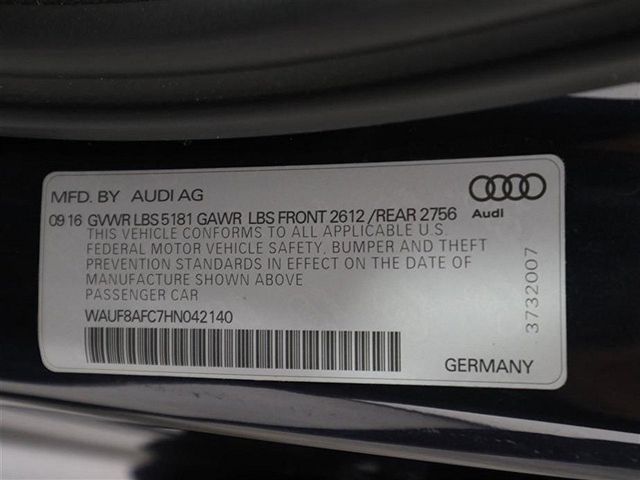 MFD. BY AUDI AG
Audi
09 16 GVWR LBS 5181 GAWR LBS FRONT 2612 /REAR 2756
THIS VEHICLE CONFORMS TO ALL APPLICABLE U.S.
FEDERAL MOTOR VEHICLE SAFETY, BUMPER AND THEFT
PREVENTION STANDARDS IN EFFECT ON THE DATE OF
MANUFACTURE SHOWN ABOVE
PASSENGER CAR
WAUF8AFC7HN042140
GERMANY
3732007